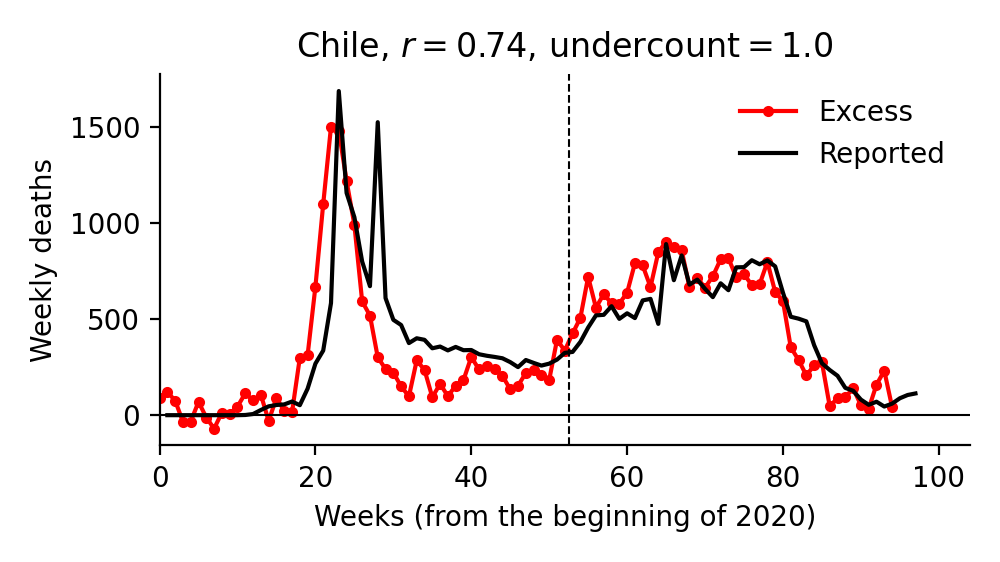 Chile, r = 0.74, undercount = 1.0
Excess
Reported
Weekly deaths
1500
1000
500
0
0 20 40 60 80 100
Weeks (from the beginning of 2020)